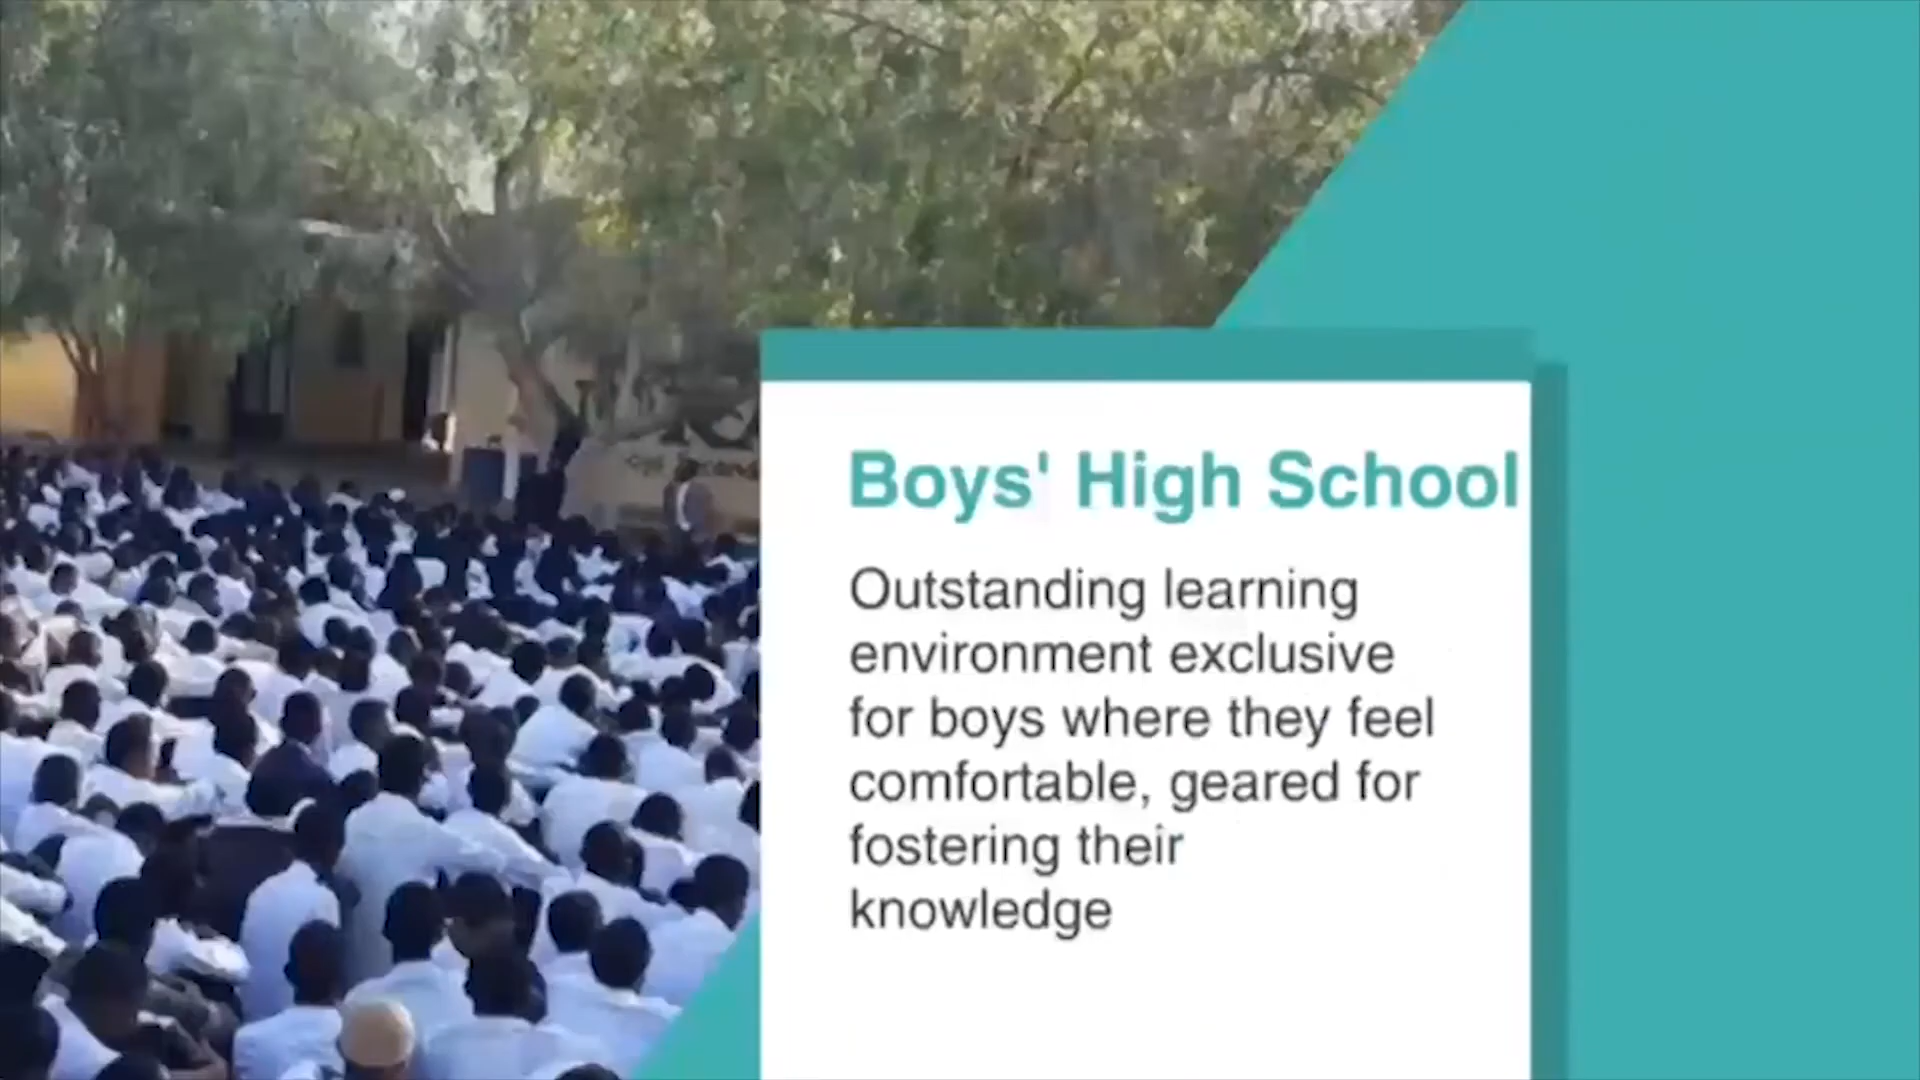 Boys' High School
Outstanding learning
environment exclusive
for boys where they feel
comfortable, geared for
fostering their
knowledge